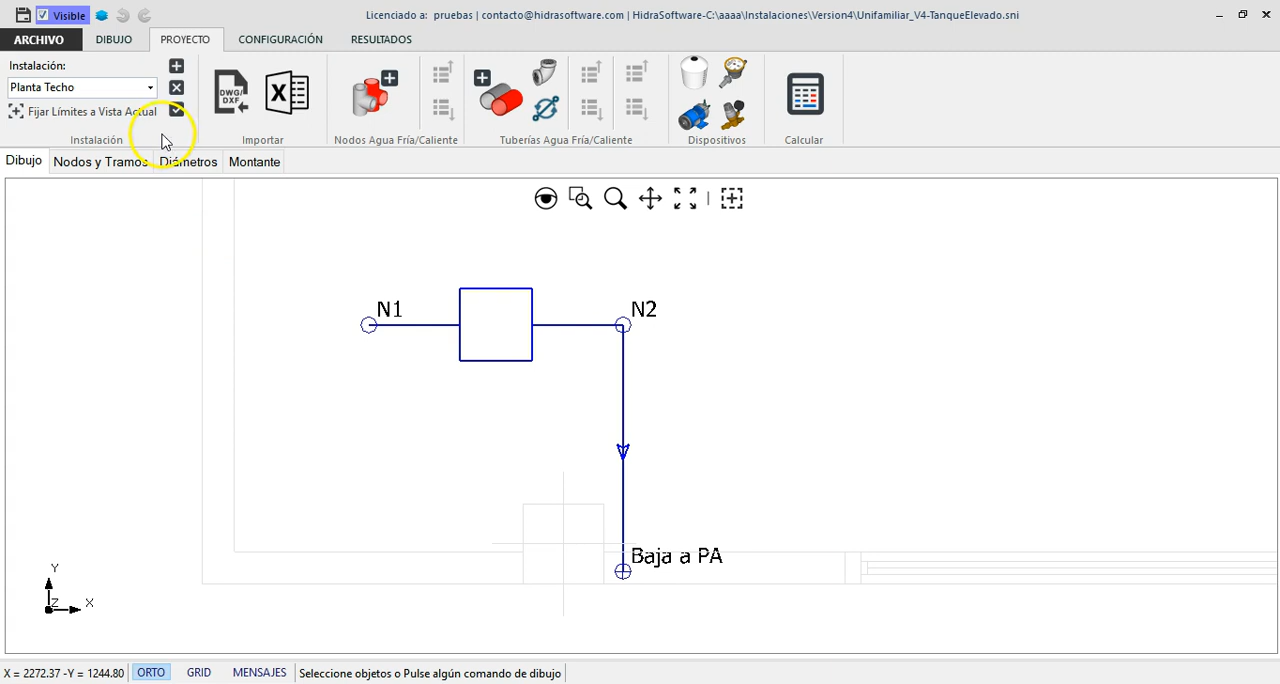 Visible
Licenciado a: pruebas | contacto@hidrasoftware.com | HidraSoftware-C:\aaaa\Instalaciones\Version4\Unifamiliar_V4-TanqueElevado.sni
ARCHIVO DIBUJO PROYECTO CONFIGURACIÓN RESULTADOS
Instalación:
Planta Techo
Fijar Límites a Vista Actual
DWG/
DXF
X
Instalación Importar Nodos Agua Fría/Caliente Tuberías Agua Fría/Caliente Dispositivos Calcular
Dibujo Nodos y Tramos Diámetros Montante
N1 N2
Baja a PA
Y
Z X
X = 2272.37 -Y = 1244.80 ORTO GRID MENSAJES Seleccione objetos o Pulse algún comando de dibujo